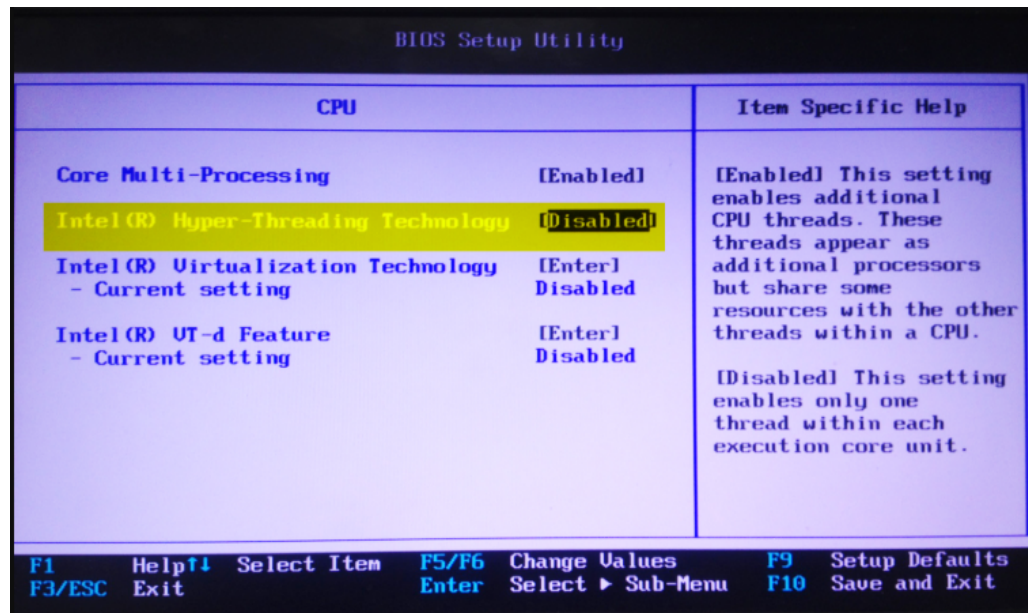 BIOS Setup Utility
CPU
Item Specific Help
Core Multi-Processing [Enabled]
Intel(R) Hyper-Threading Technology [Disabled]
Intel(R) Virtualization Technology [Enter]
- Current setting Disabled
Intel(R) VT-d Feature [Enter]
- Current setting Disabled
[Enabled] This setting
enables additional
CPU threads. These
threads appear as
additional processors
but share some
resources with the other
threads within a CPU.
[Disabled] This setting
enables only one
thread within each
execution core unit.
F1 Help↑↓ Select Item F5/F6 Change Values F9 Setup Defaults
F3/ESC Exit Enter Select ▶ Sub-Menu F10 Save and Exit